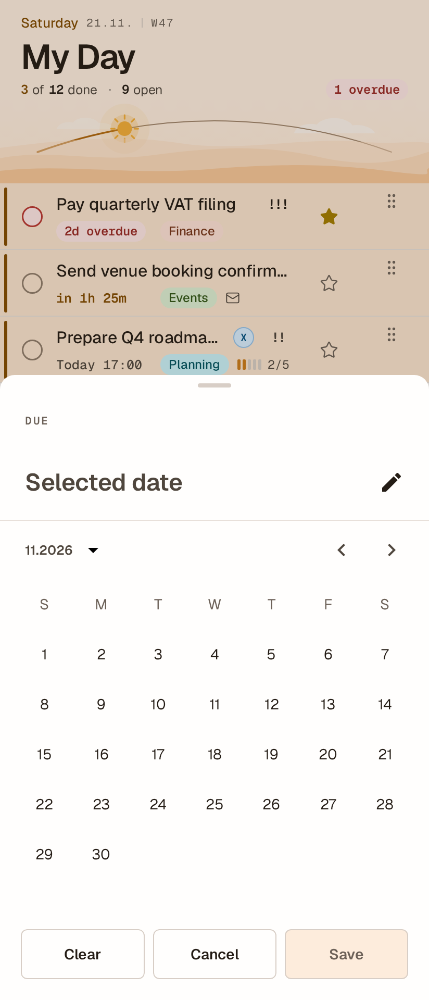 Saturday 21.11. | W47
My Day
3 of 12 done · 9 open
1 overdue
Pay quarterly VAT filing !!!
2d overdue Finance
Send venue booking confirm…
in 1h 25m Events
Prepare Q4 roadma… X !!
Today 17:00 Planning 2/5
DUE
Selected date
11.2026
S M T W T F S
1 2 3 4 5 6 7
8 9 10 11 12 13 14
15 16 17 18 19 20 21
22 23 24 25 26 27 28
29 30
Clear Cancel Save